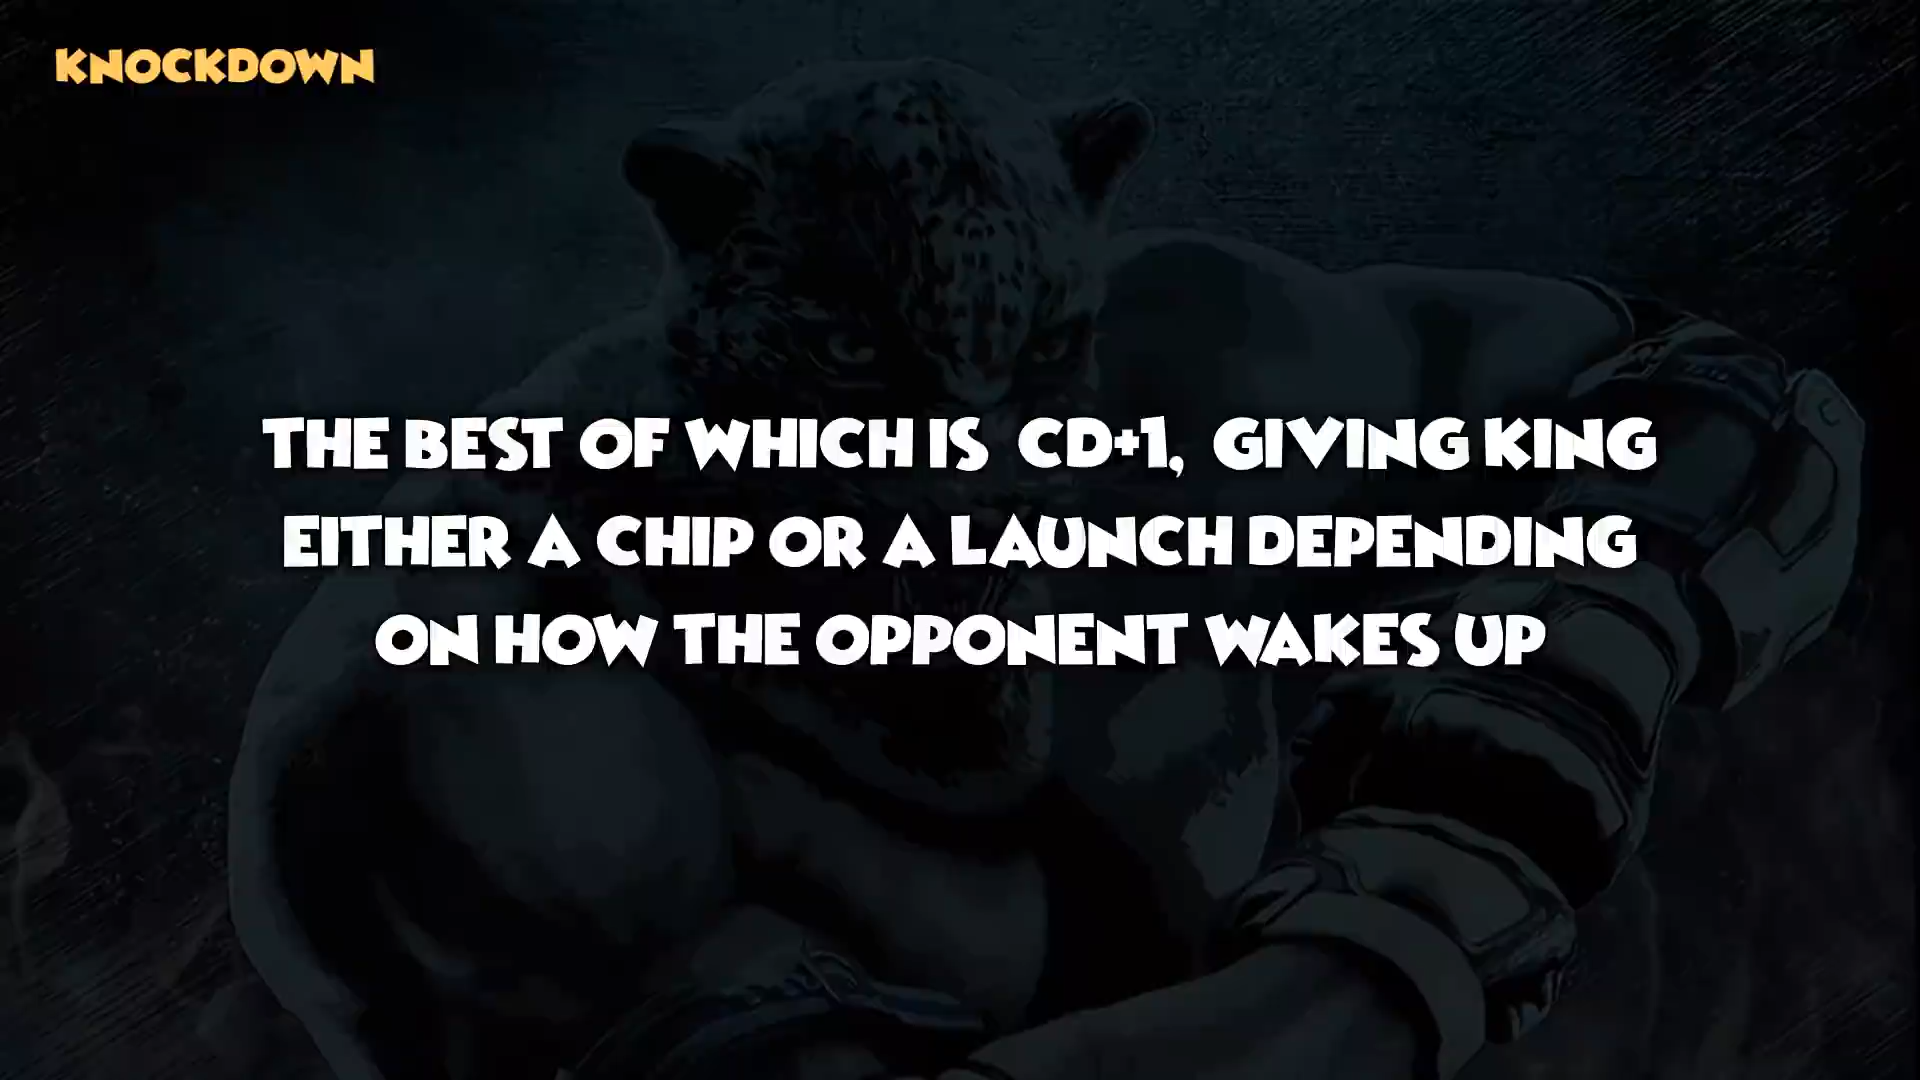 KNOCKDOWN
THE BEST OF WHICH IS CD+1, GIVING KING
EITHER A CHIP OR A LAUNCH DEPENDING
ON HOW THE OPPONENT WAKES UP